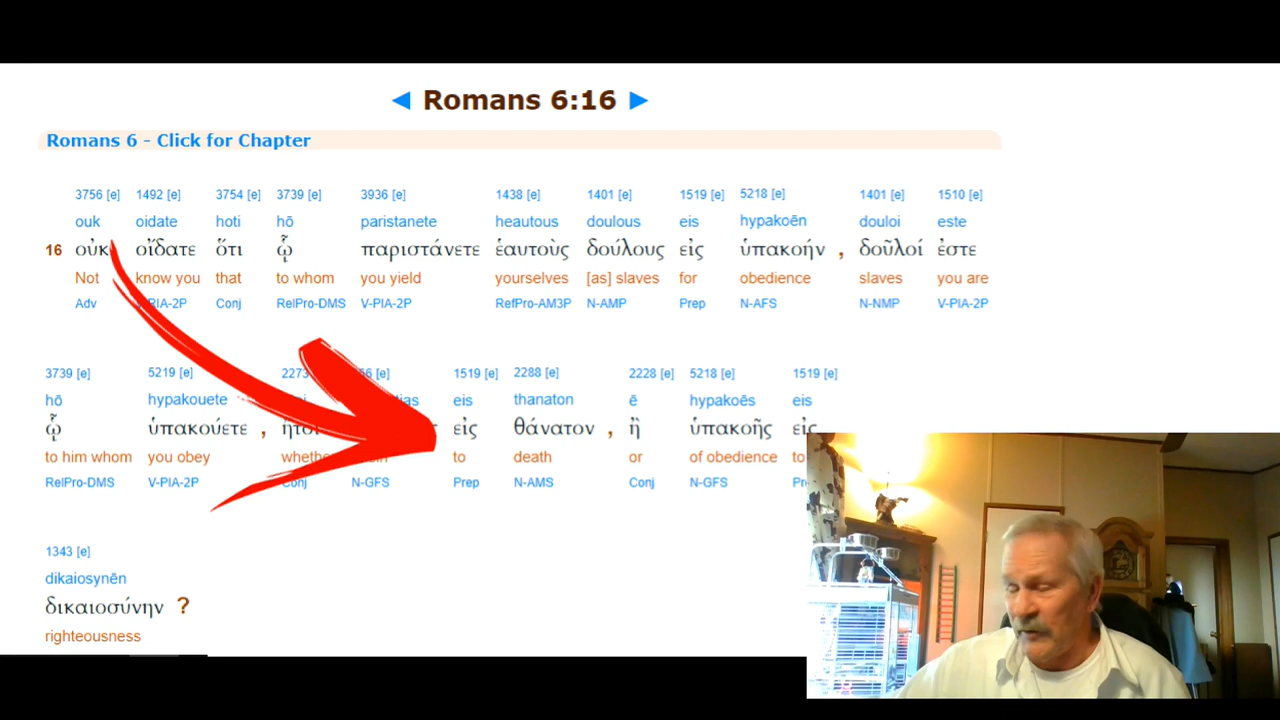 ◄ Romans 6:16 ►
Romans 6 - Click for Chapter
3756 [e] 1492 [e] 3754 [e] 3739 [e] 3936 [e] 1438 [e] 1401 [e] 1519 [e] 5218 [e] 1401 [e] 1510 [e]
ouk oidate hoti hō paristanete heautous doulous eis hypakoēn douloi este
16 οὐκ οἴδατε ὅτι ᾧ παριστάνετε ἑαυτοὺς δούλους εἰς ὑπακοήν , δοῦλοί ἐστε
Not know you that to whom you yield yourselves [as] slaves for obedience slaves you are
Adv V-PIA-2P Conj RelPro-DMS V-PIA-2P RefPro-AM3P N-AMP Prep N-AFS N-NMP V-PIA-2P
3739 [e] 5219 [e] 2273 [e] 1519 [e] 2288 [e] 2228 [e] 5218 [e] 1519 [e]
hō hypakouete eis thanaton ē hypakoēs eis
ᾧ ὑπακούετε , εἰς θάνατον , ἢ ὑπακοῆς εἰς
to him whom you obey to death or of obedience to
RelPro-DMS V-PIA-2P Conj N-GFS Prep N-AMS Conj N-GFS
1343 [e]
dikaiosynēn
δικαιοσύνην ?
righteousness